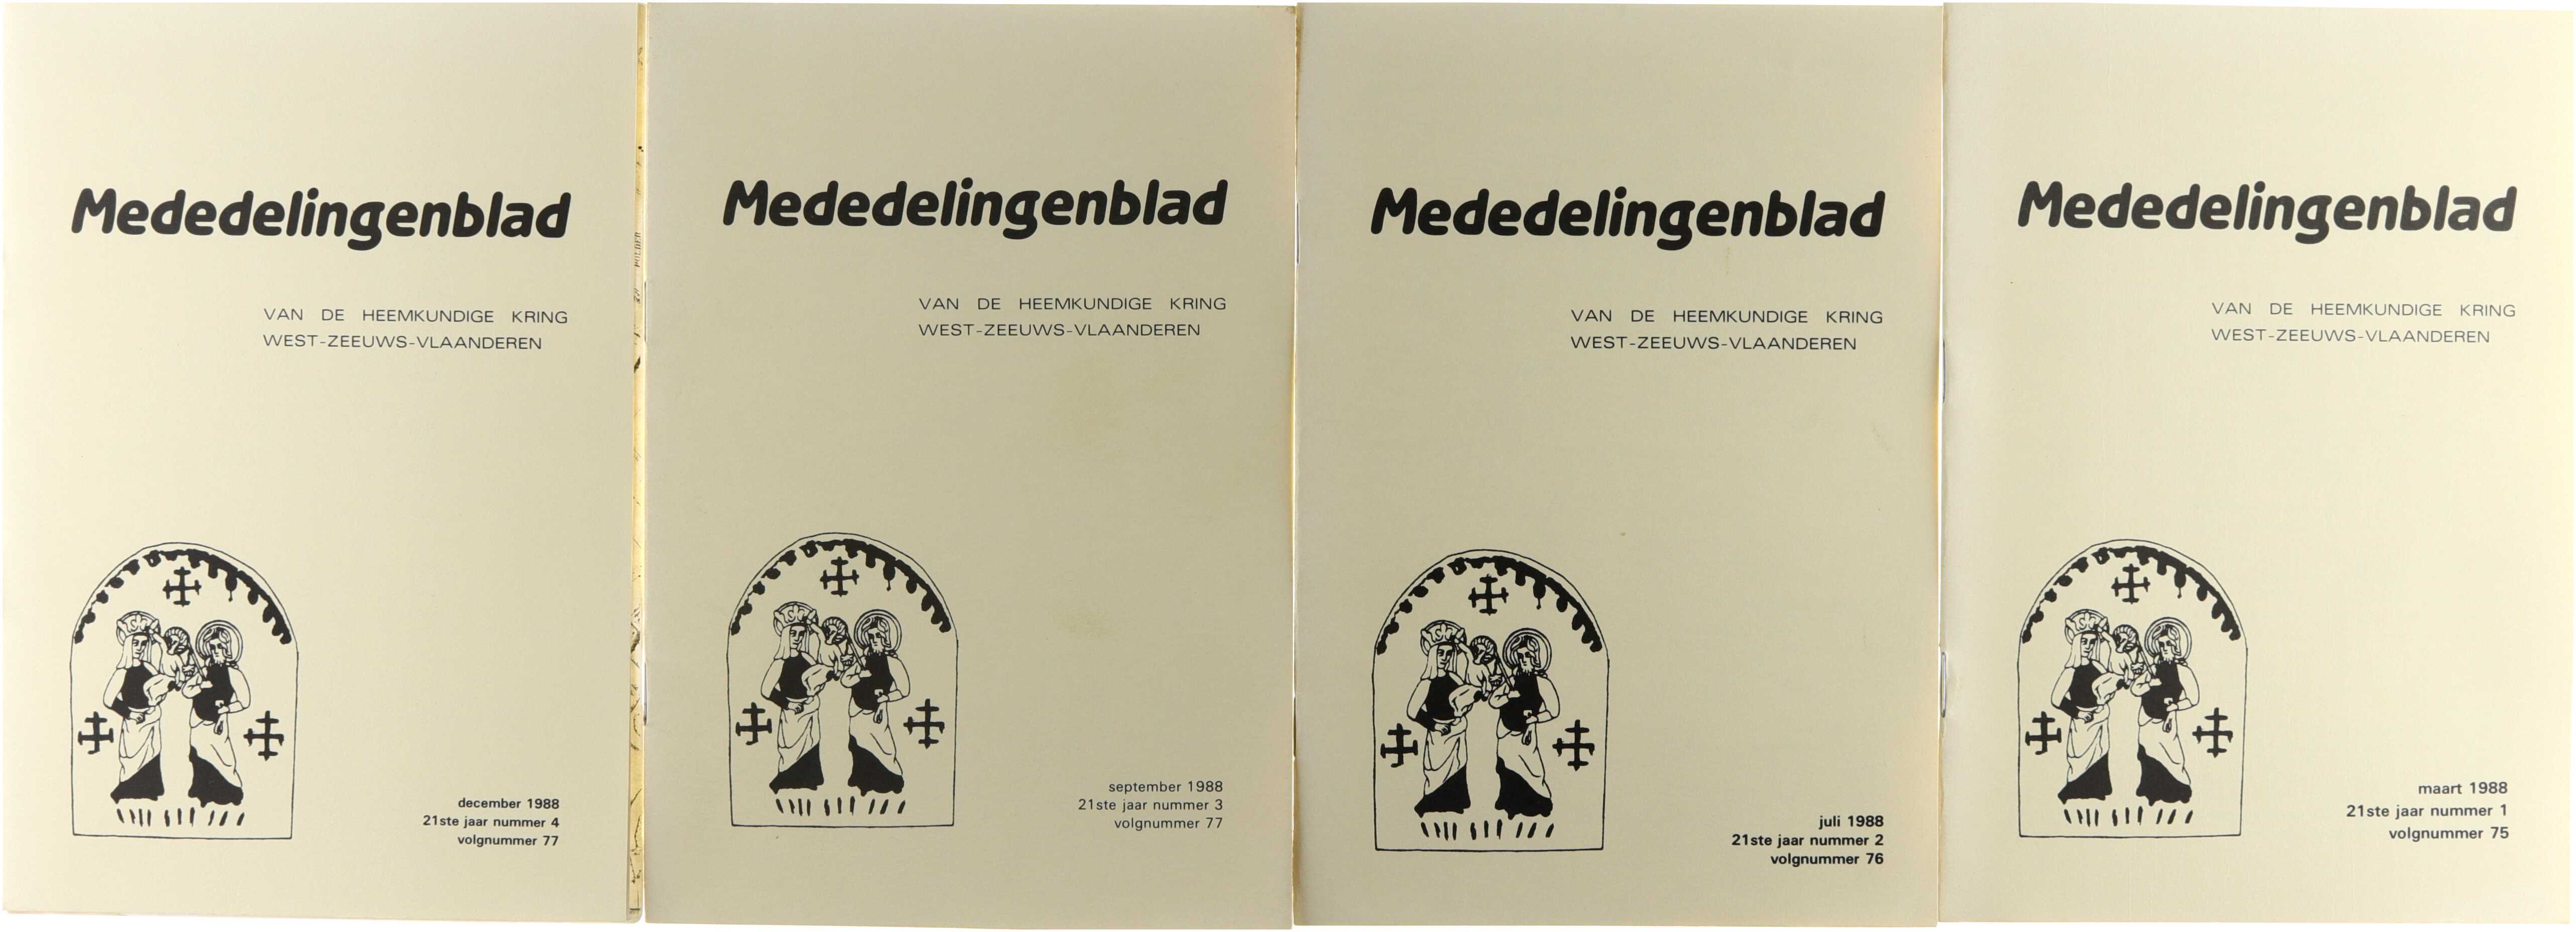 Mededelingenblad
VAN DE HEEMKUNDIGE KRING
WEST-ZEEUWS-VLAANDEREN
december 1988
21ste jaar nummer 4
volgnummer 77
Mededelingenblad
VAN DE HEEMKUNDIGE KRING
WEST-ZEEUWS-VLAANDEREN
september 1988
21ste jaar nummer 3
volgnummer 77
Mededelingenblad
VAN DE HEEMKUNDIGE KRING
WEST-ZEEUWS-VLAANDEREN
juli 1988
21ste jaar nummer 2
volgnummer 76
Mededelingenblad
VAN DE HEEMKUNDIGE KRING
WEST-ZEEUWS-VLAANDEREN
maart 1988
21ste jaar nummer 1
volgnummer 75